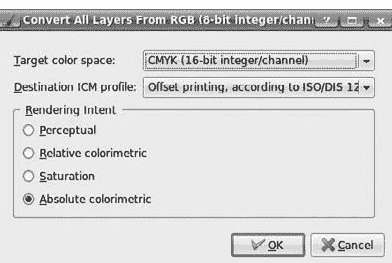 Convert All Layers From RGB (8-bit integer/chann
Target color space: CMYK (16-bit integer/channel)
Destination ICM profile: Offset printing, according to ISO/DIS 12
Rendering Intent
Perceptual
Relative colorimetric
Saturation
Absolute colorimetric
OK Cancel